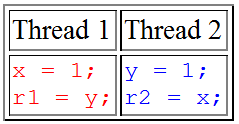 Thread 1 Thread 2
x = 1; y = 1;
r1 = y; r2 = x;